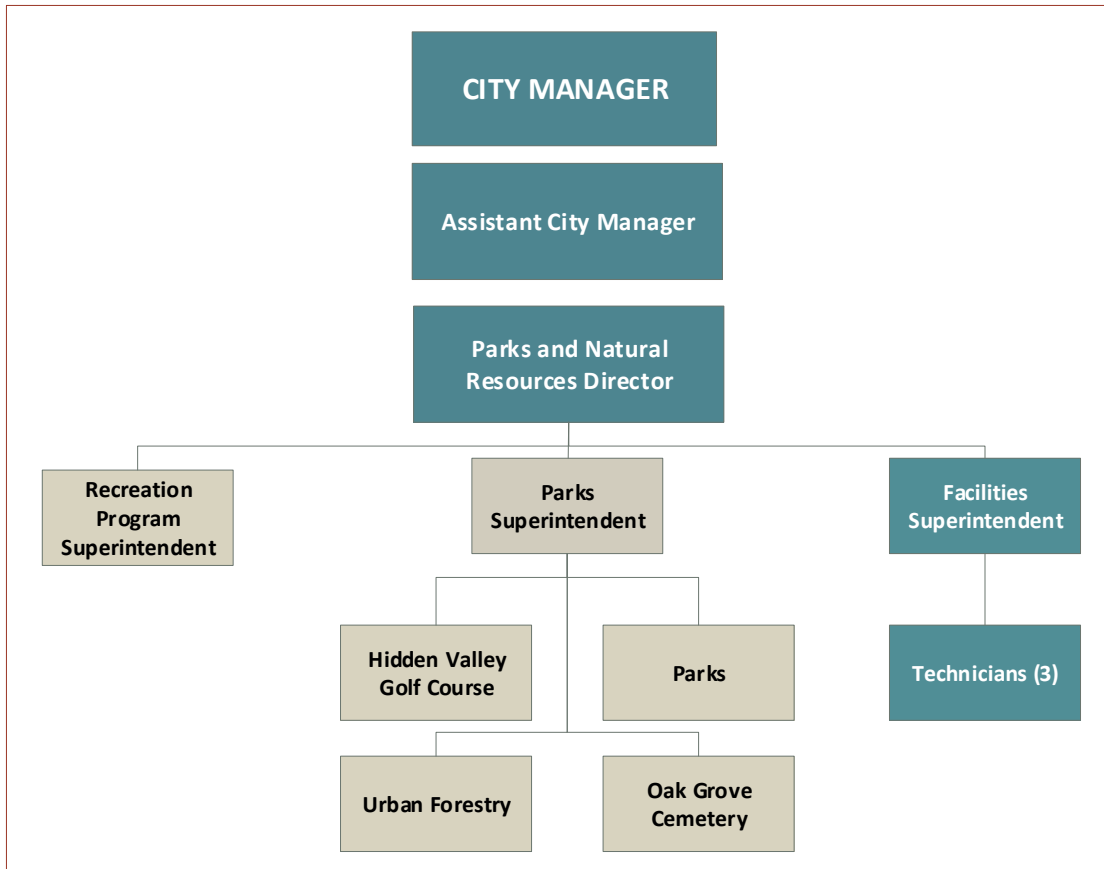 CITY MANAGER
Assistant City Manager
Parks and Natural
Resources Director
Recreation
Program
Superintendent
Parks
Superintendent
Facilities
Superintendent
Hidden Valley
Golf Course
Parks
Technicians (3)
Urban Forestry
Oak Grove
Cemetery